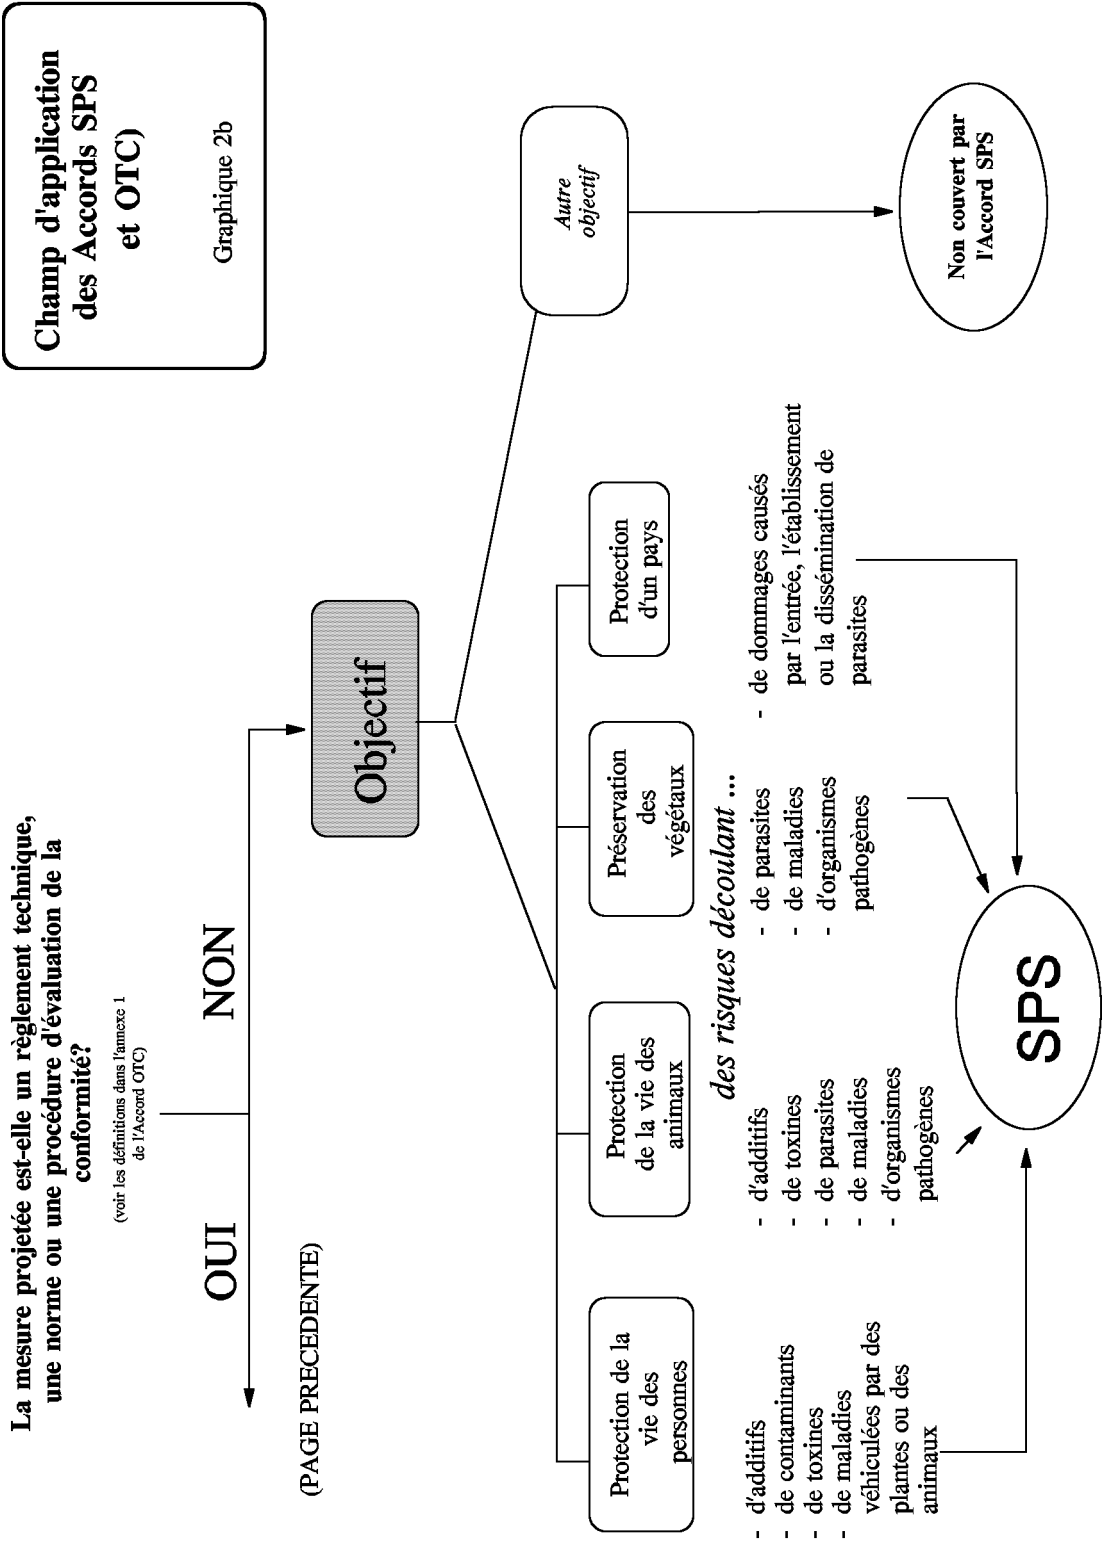 La mesure projetée est-elle un règlement technique,
une norme ou une procédure d'évaluation de la
conformité?
(voir les définitions dans l'annexe 1
de l'Accord OTC)
Champ d'application
des Accords SPS
et OTC)
Graphique 2b
OUI
NON
(PAGE PRECEDENTE)
Objectif
Protection de la
vie des
personnes
Protection
de la vie des
animaux
Préservation
des
végétaux
Protection
d'un pays
Autre
objectif
des risques découlant ...
- d'additifs
- de contaminants
- de toxines
- de maladies
véhiculées par des
plantes ou des
animaux
- d'additifs
- de toxines
- de parasites
- de maladies
- d'organismes
pathogènes
- de parasites
- de maladies
- d'organismes
pathogènes
- de dommages causés
par l'entrée, l'établissement
ou la dissémination de
parasites
SPS
Non couvert par
l'Accord SPS